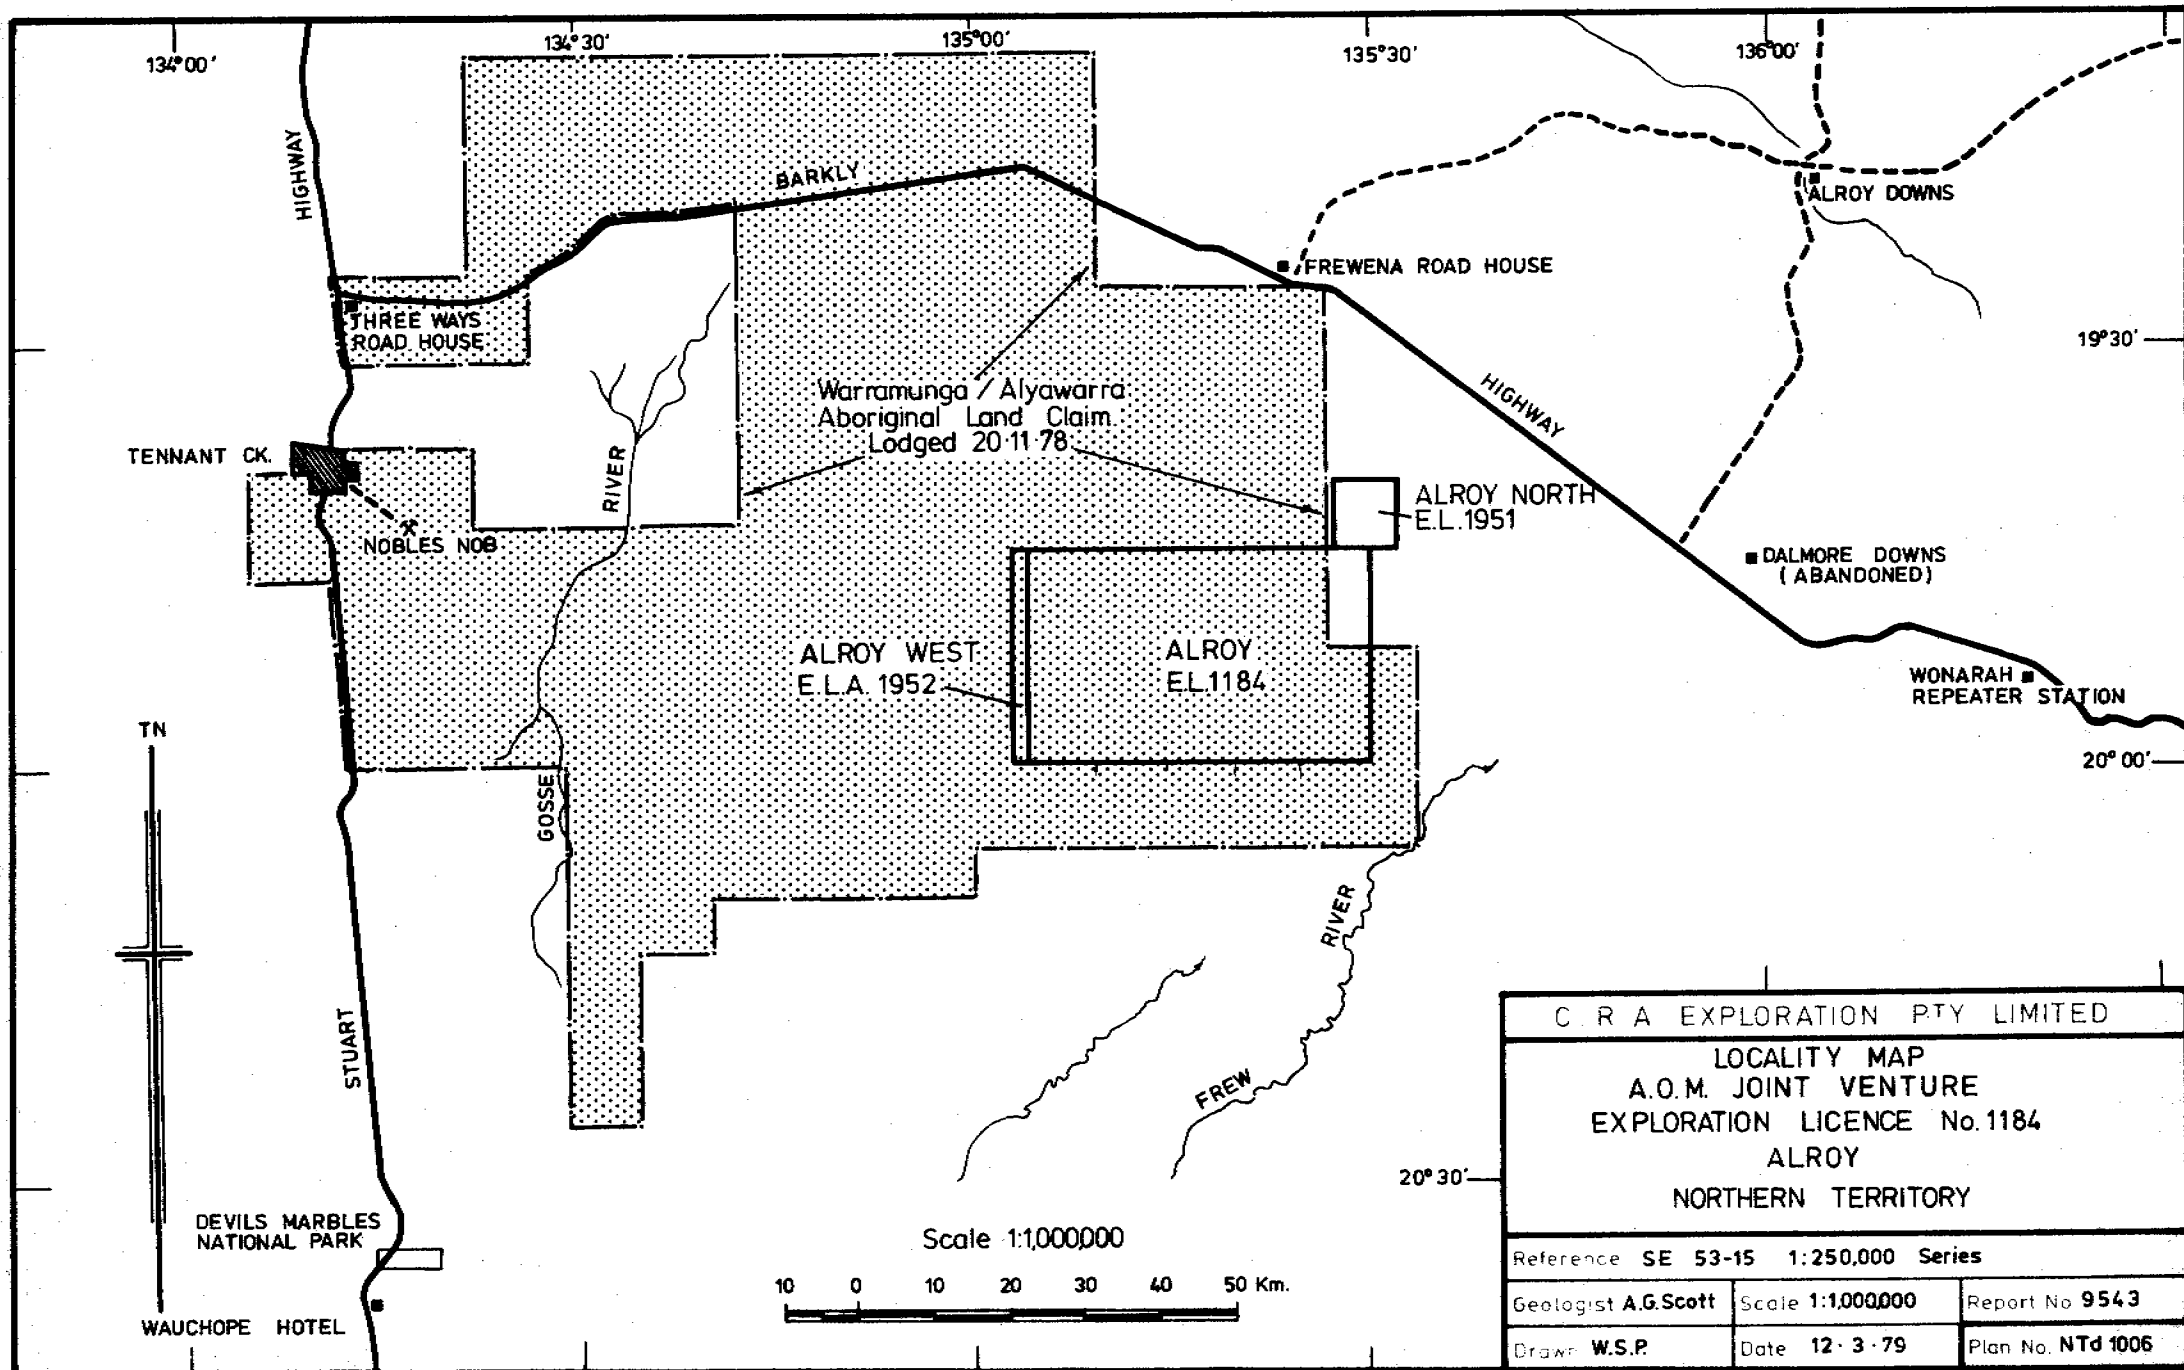 134°00'
134°30'
135°00'
135°30'
136°00'
HIGHWAY
BARKLY
ALROY DOWNS
FREWENA ROAD HOUSE
THREE WAYS
ROAD HOUSE
19°30'
Warramunga / Alyawarra
Aboriginal Land Claim
Lodged 20·11·78
HIGHWAY
TENNANT CK.
RIVER
NOBLES NOB
ALROY NORTH
E.L.1951
DALMORE DOWNS
(ABANDONED)
ALROY WEST
E.L.A. 1952
ALROY
E.L.1184
WONARAH
REPEATER STATION
TN
20°00'
GOSSE
RIVER
STUART
FREW
20°30'
DEVILS MARBLES
NATIONAL PARK
WAUCHOPE HOTEL
Scale 1:1,000,000
10 0 10 20 30 40 50 Km.
C R A EXPLORATION PTY LIMITED
LOCALITY MAP
A.O.M. JOINT VENTURE
EXPLORATION LICENCE No. 1184
ALROY
NORTHERN TERRITORY
Reference SE 53-15 1:250,000 Series
Geologist A.G.Scott
Scale 1:1,000,000
Report No 9543
Drawn W.S.P.
Date 12·3·79
Plan No. NTd 1006